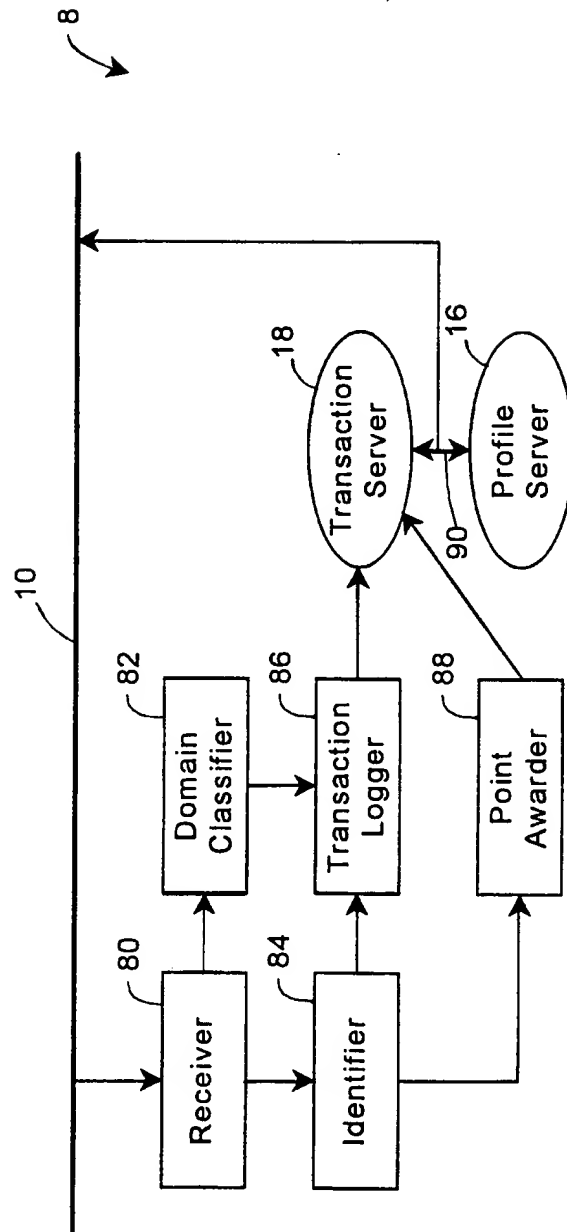 8
10
18
16
Transaction
Server
Profile
Server
90
82
86
88
Domain
Classifier
Transaction
Logger
Point
Awarder
80
84
Receiver
Identifier